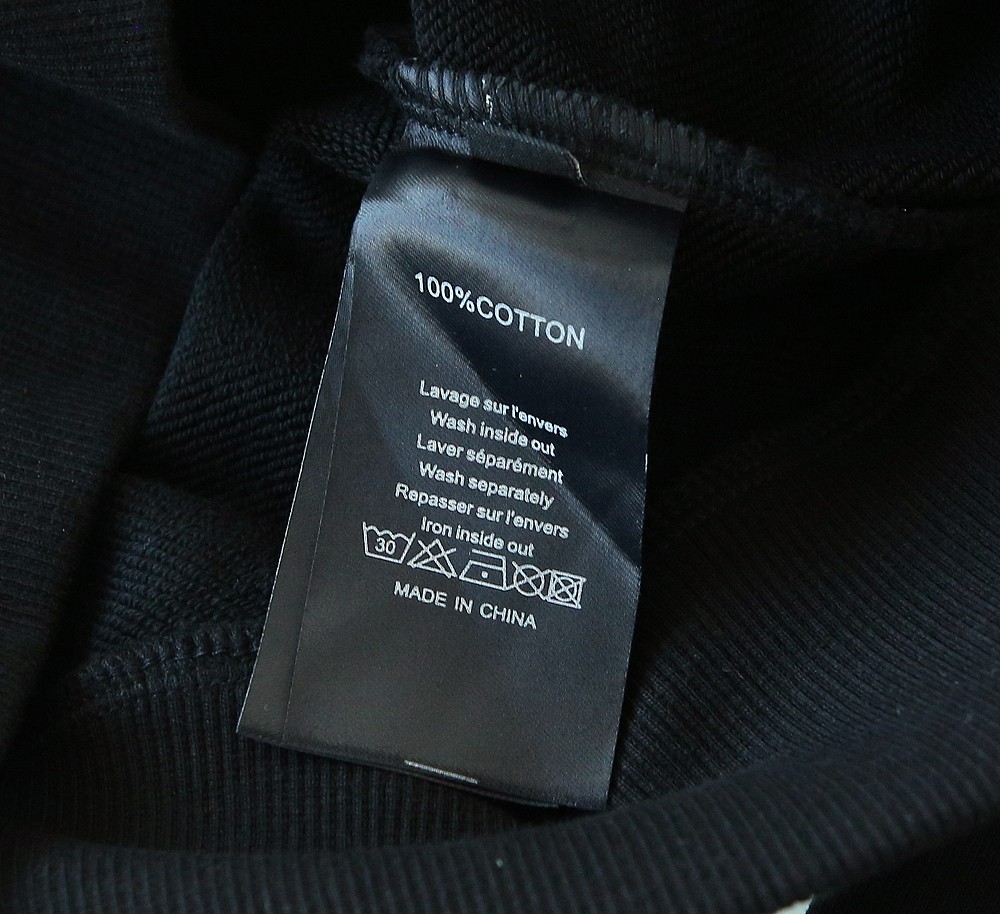 100%COTTON
Lavage sur l'envers
Wash inside out
Laver séparément
Wash separately
Repasser sur l'envers
Iron inside out
30
MADE IN CHINA